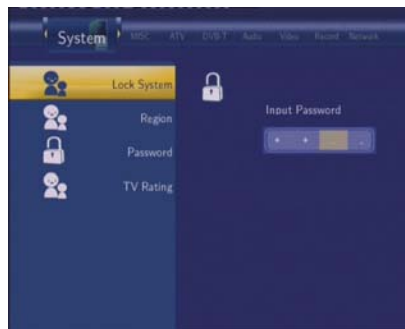 System MISC ATV DVB-T Audio Video Record Network
Lock System
Region
Input Password
Password
TV Rating